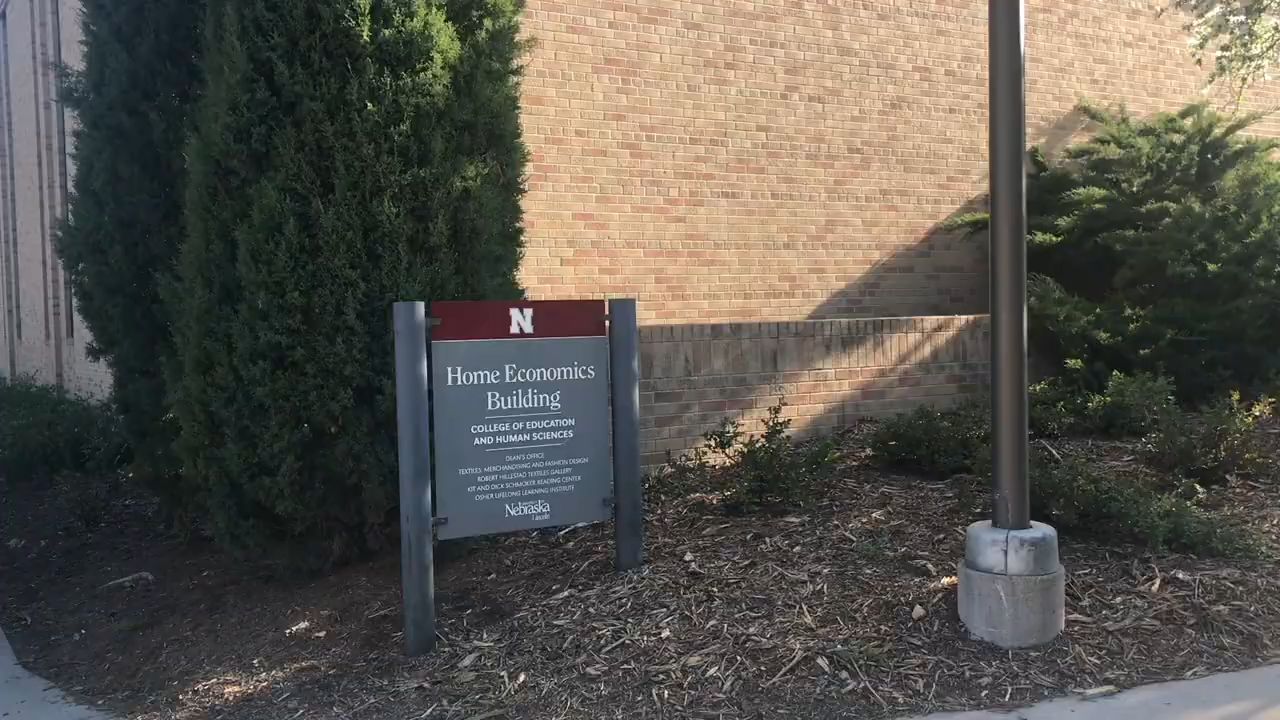 N
Home Economics
Building
COLLEGE OF EDUCATION
AND HUMAN SCIENCES
DEAN'S OFFICE
TEXTILES, MERCHANDISING AND FASHION DESIGN
ROBERT HILLESTAD TEXTILES GALLERY
KIT AND DICK SCHMOKER READING CENTER
OSHER LIFELONG LEARNING INSTITUTE
Nebraska
Lincoln